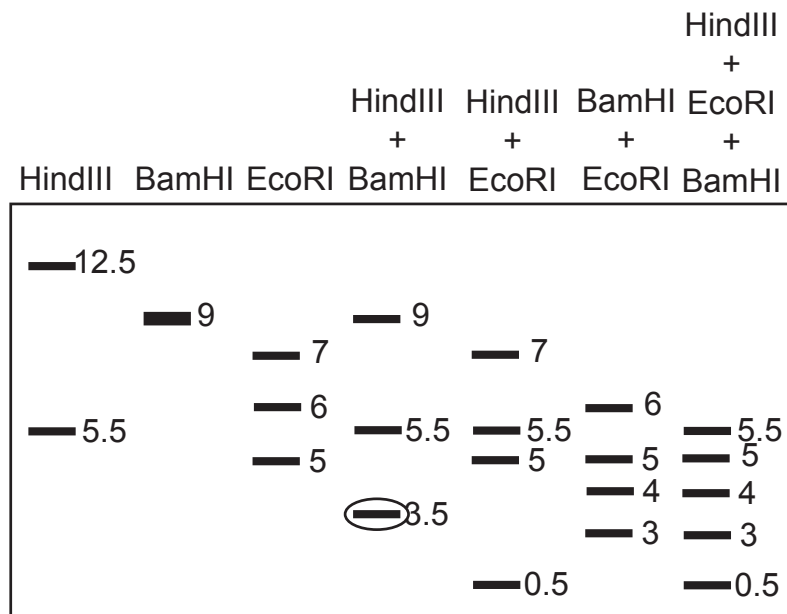 HindIII
+
EcoRI
+
BamHI
HindIII
+
BamHI
HindIII
+
EcoRI
BamHI
+
EcoRI
HindIII BamHI EcoRI
12.5
9 9
7 7
6 6
5.5 5.5 5.5 5.5
5 5 5 5
4 4
3.5
3 3
0.5 0.5